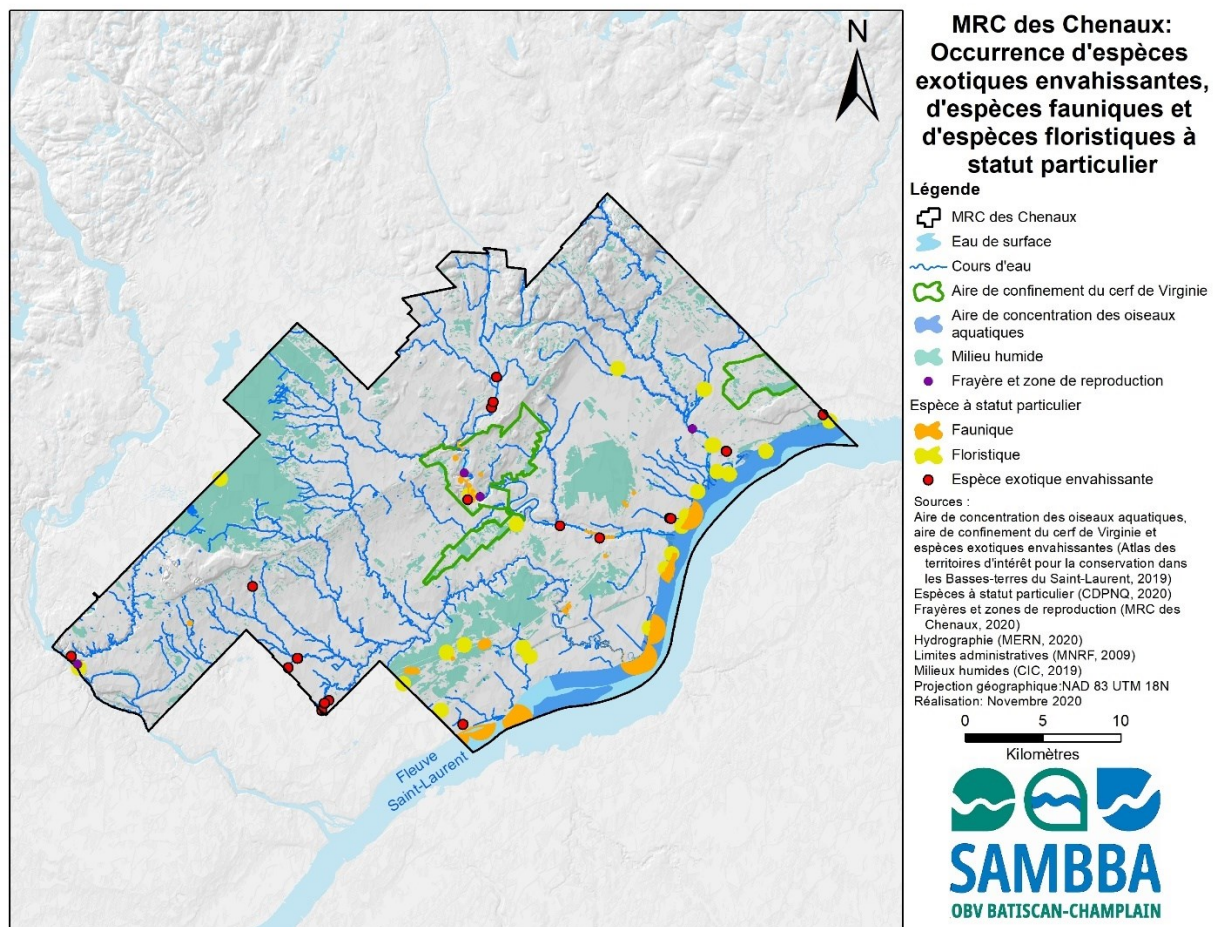 MRC des Chenaux:
Occurrence d'espèces
exotiques envahissantes,
d'espèces fauniques et
d'espèces floristiques à
statut particulier
Légende
MRC des Chenaux
Eau de surface
Cours d'eau
Aire de confinement du cerf de Virginie
Aire de concentration des oiseaux
aquatiques
Milieu humide
Frayère et zone de reproduction
Espèce à statut particulier
Faunique
Floristique
Espèce exotique envahissante
Sources :
Aire de concentration des oiseaux aquatiques,
aire de confinement du cerf de Virginie et
espèces exotiques envahissantes (Atlas des
territoires d'intérêt pour la conservation dans
les Basses-terres du Saint-Laurent, 2019)
Espèces à statut particulier (CDPNQ, 2020)
Frayères et zones de reproduction (MRC des
Chenaux, 2020)
Hydrographie (MERN, 2020)
Limites administratives (MNRF, 2009)
Milieux humides (CIC, 2019)
Projection géographique:NAD 83 UTM 18N
Réalisation: Novembre 2020
0 5 10
Kilomètres
SAMBBA
OBV BATISCAN-CHAMPLAIN
N
Fleuve
Saint-Laurent